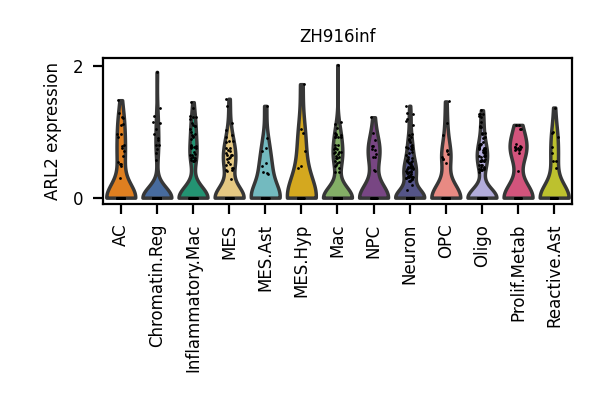 ZH916inf
ARL2 expression
2
0
AC
Chromatin.Reg
Inflammatory.Mac
MES
MES.Ast
MES.Hyp
Mac
NPC
Neuron
OPC
Oligo
Prolif.Metab
Reactive.Ast